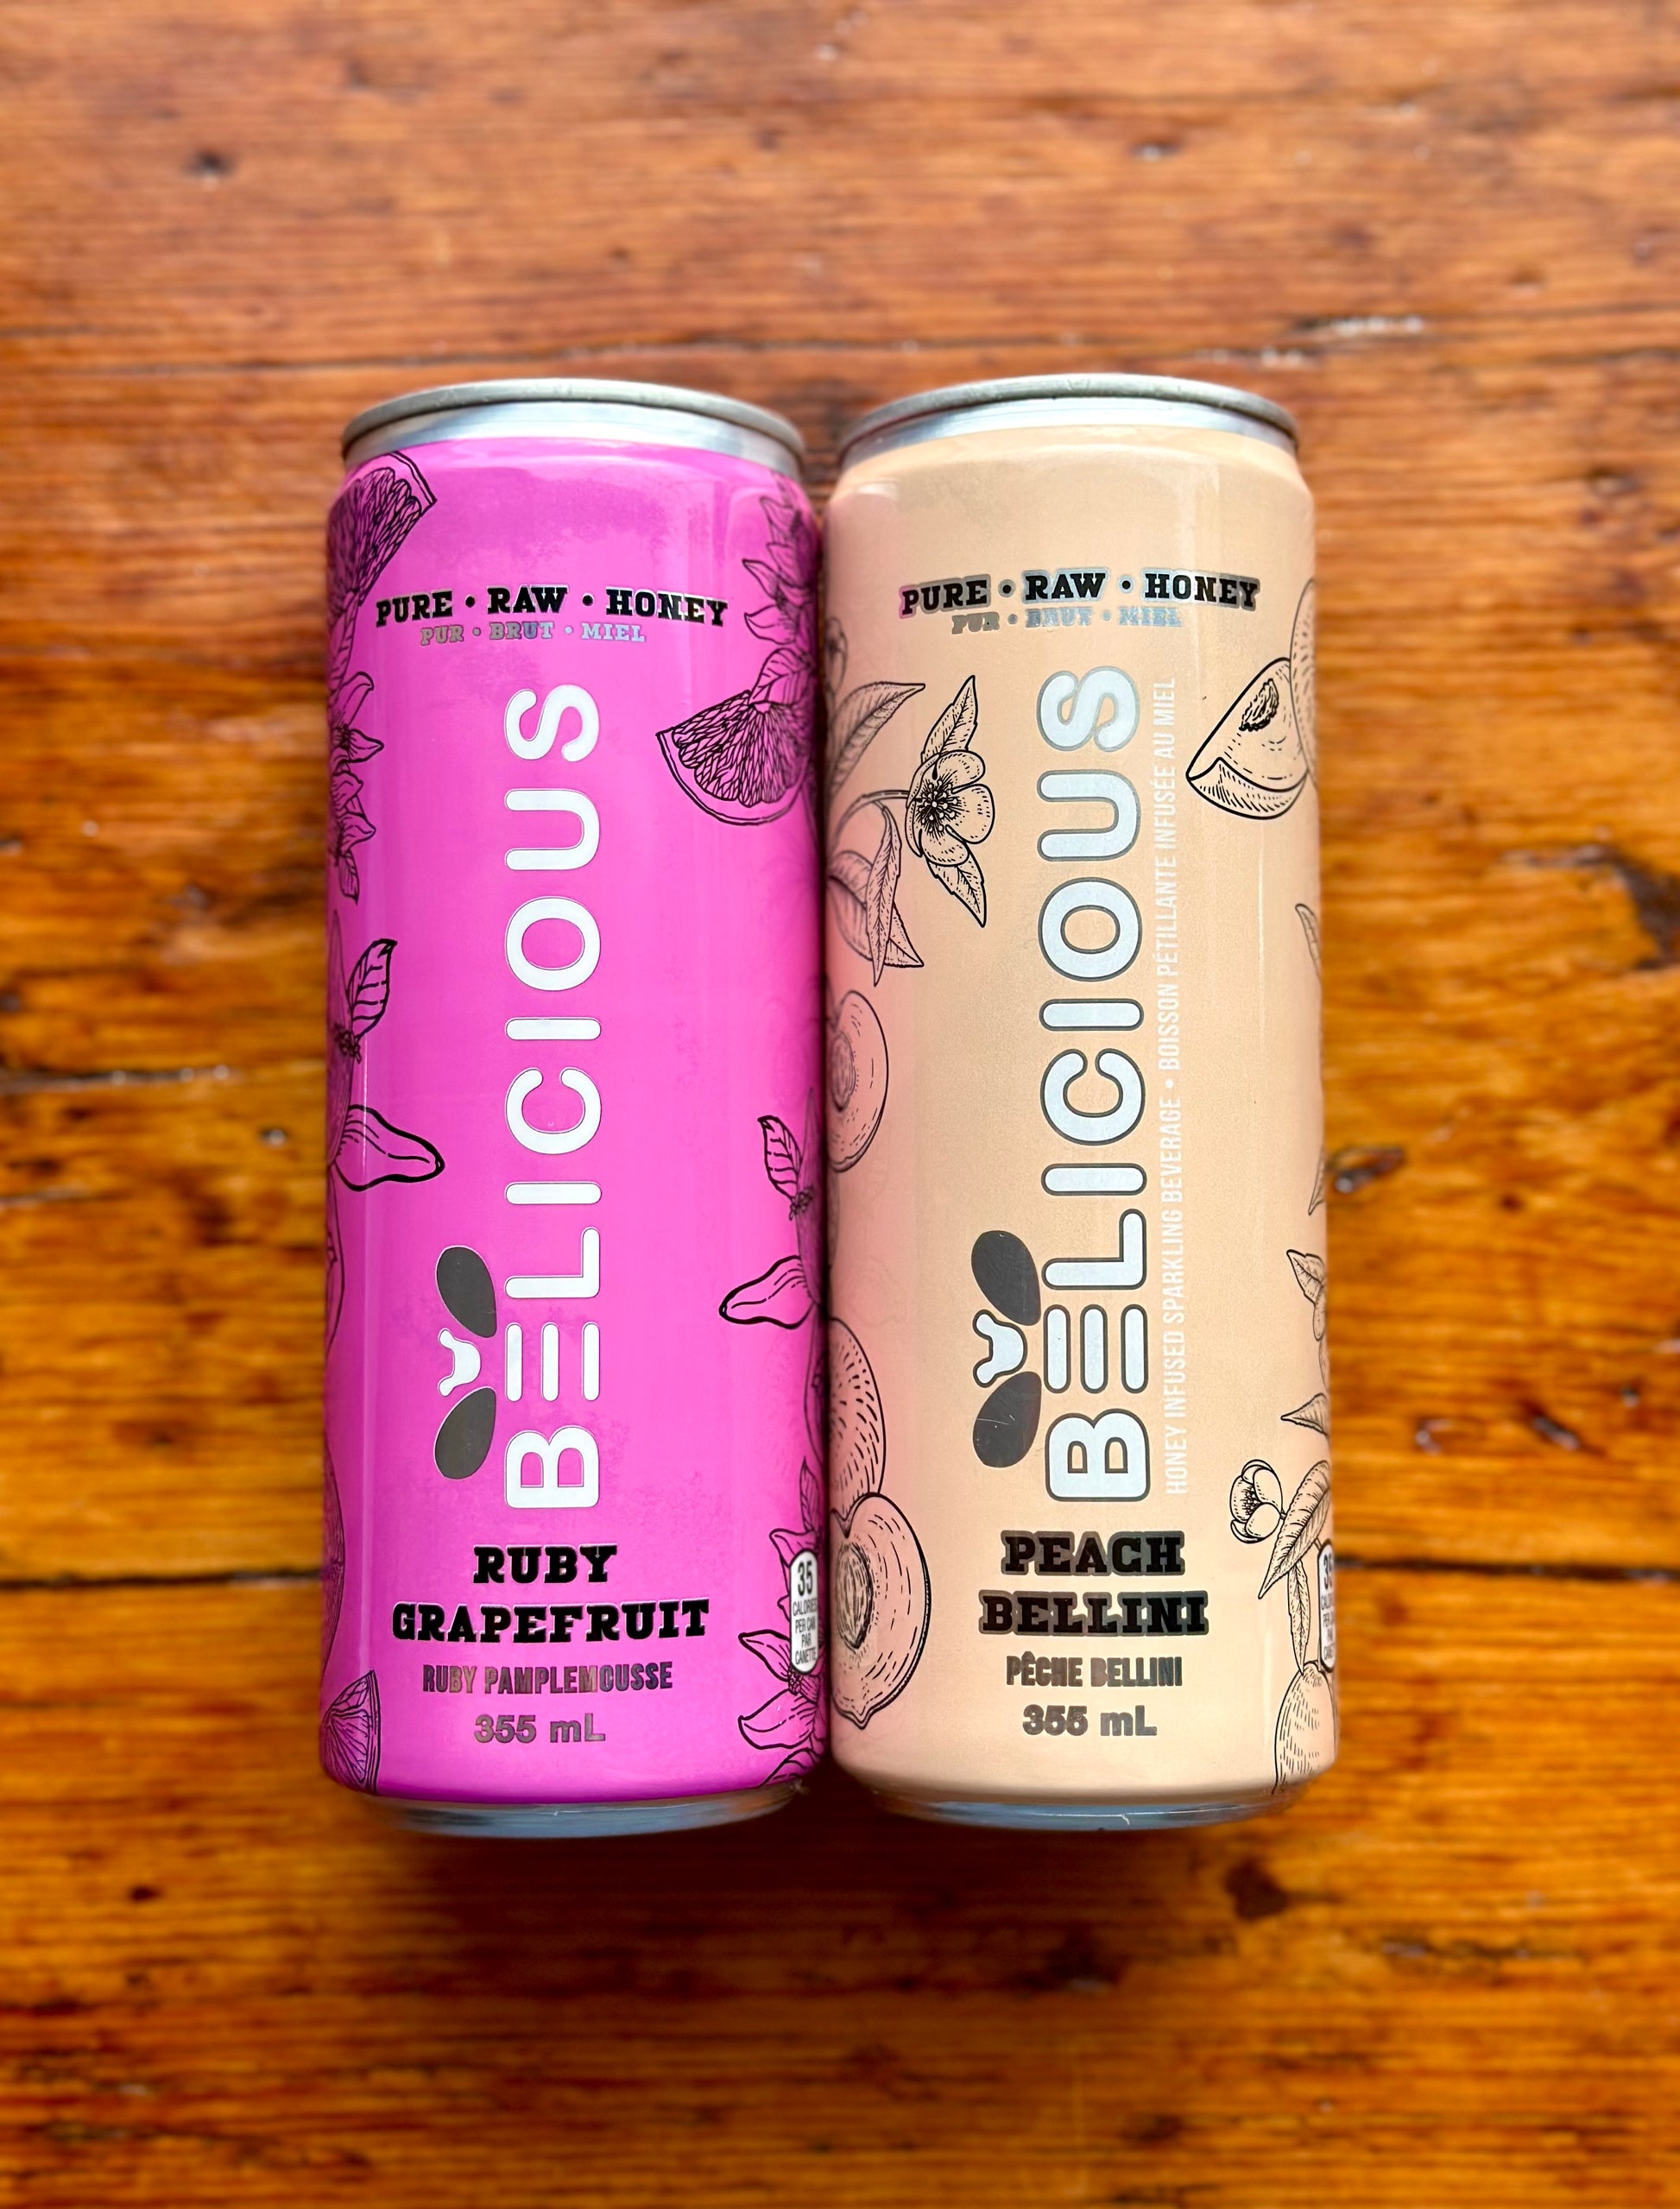 PURE • RAW • HONEY
PUR • BRUT • MIEL
BELICIOUS
RUBY
GRAPEFRUIT
RUBY PAMPLEMOUSSE
355 mL
35
CALORIES
PER CAN
PAR
CANETTE
PURE • RAW • HONEY
PUR • BRUT • MIEL
BELICIOUS
HONEY INFUSED SPARKLING BEVERAGE • BOISSON PÉTILLANTE INFUSÉE AU MIEL
PEACH
BELLINI
PÊCHE BELLINI
355 mL